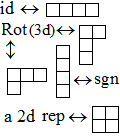 id ↔
Rot(3d) ↔
↕
↔ sgn
a 2d rep ↔